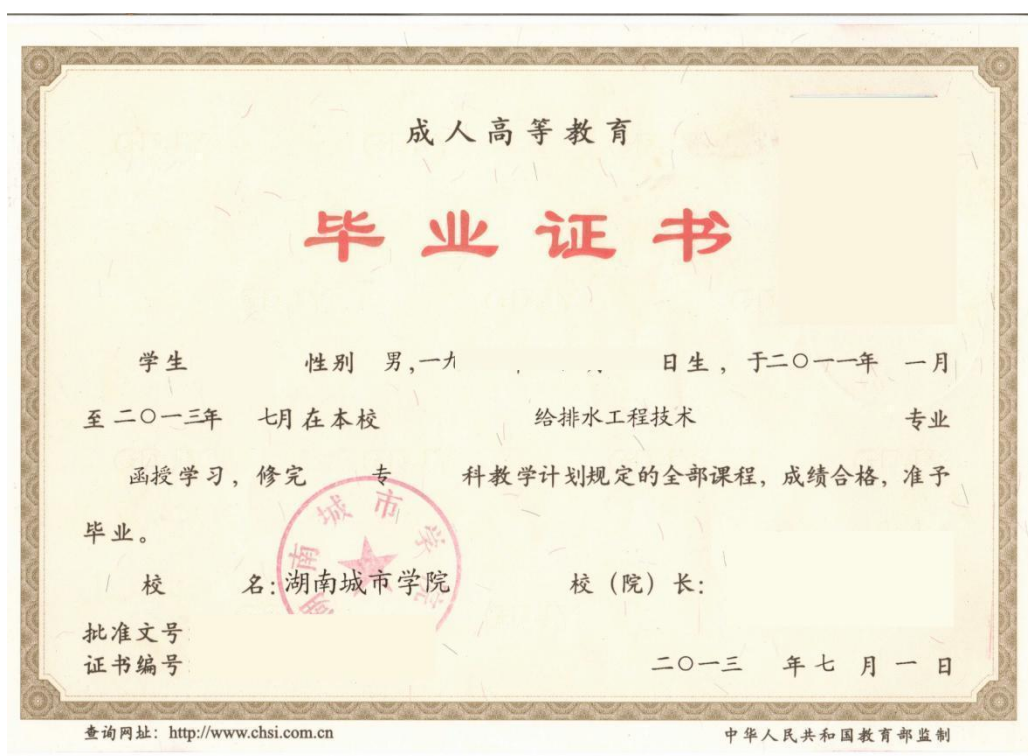 成人高等教育
毕业证书
学生 性别 男,一九 日生，于二〇一一年 一月
至二〇一三年 七月在本校 给排水工程技术 专业
函授学习，修完 专 科教学计划规定的全部课程，成绩合格，准予
毕业。
校 名：湖南城市学院 校（院）长：
湖南城市学院
批准文号
证书编号
二〇一三 年七月一日
查询网址：http://www.chsi.com.cn 中华人民共和国教育部监制